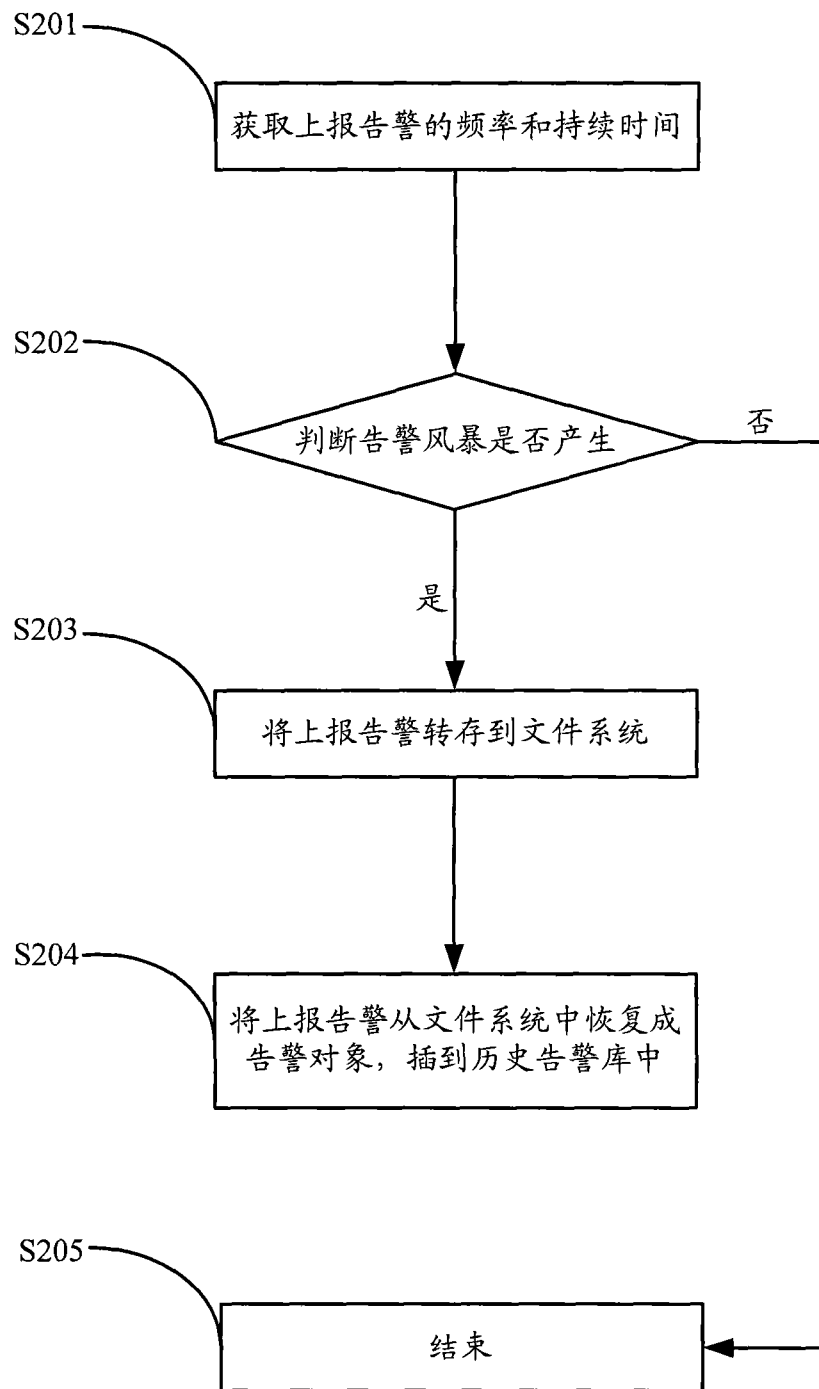 S201
获取上报告警的频率和持续时间
S202
判断告警风暴是否产生
否
是
S203
将上报告警转存到文件系统
S204
将上报告警从文件系统中恢复成
告警对象，插到历史告警库中
S205
结束